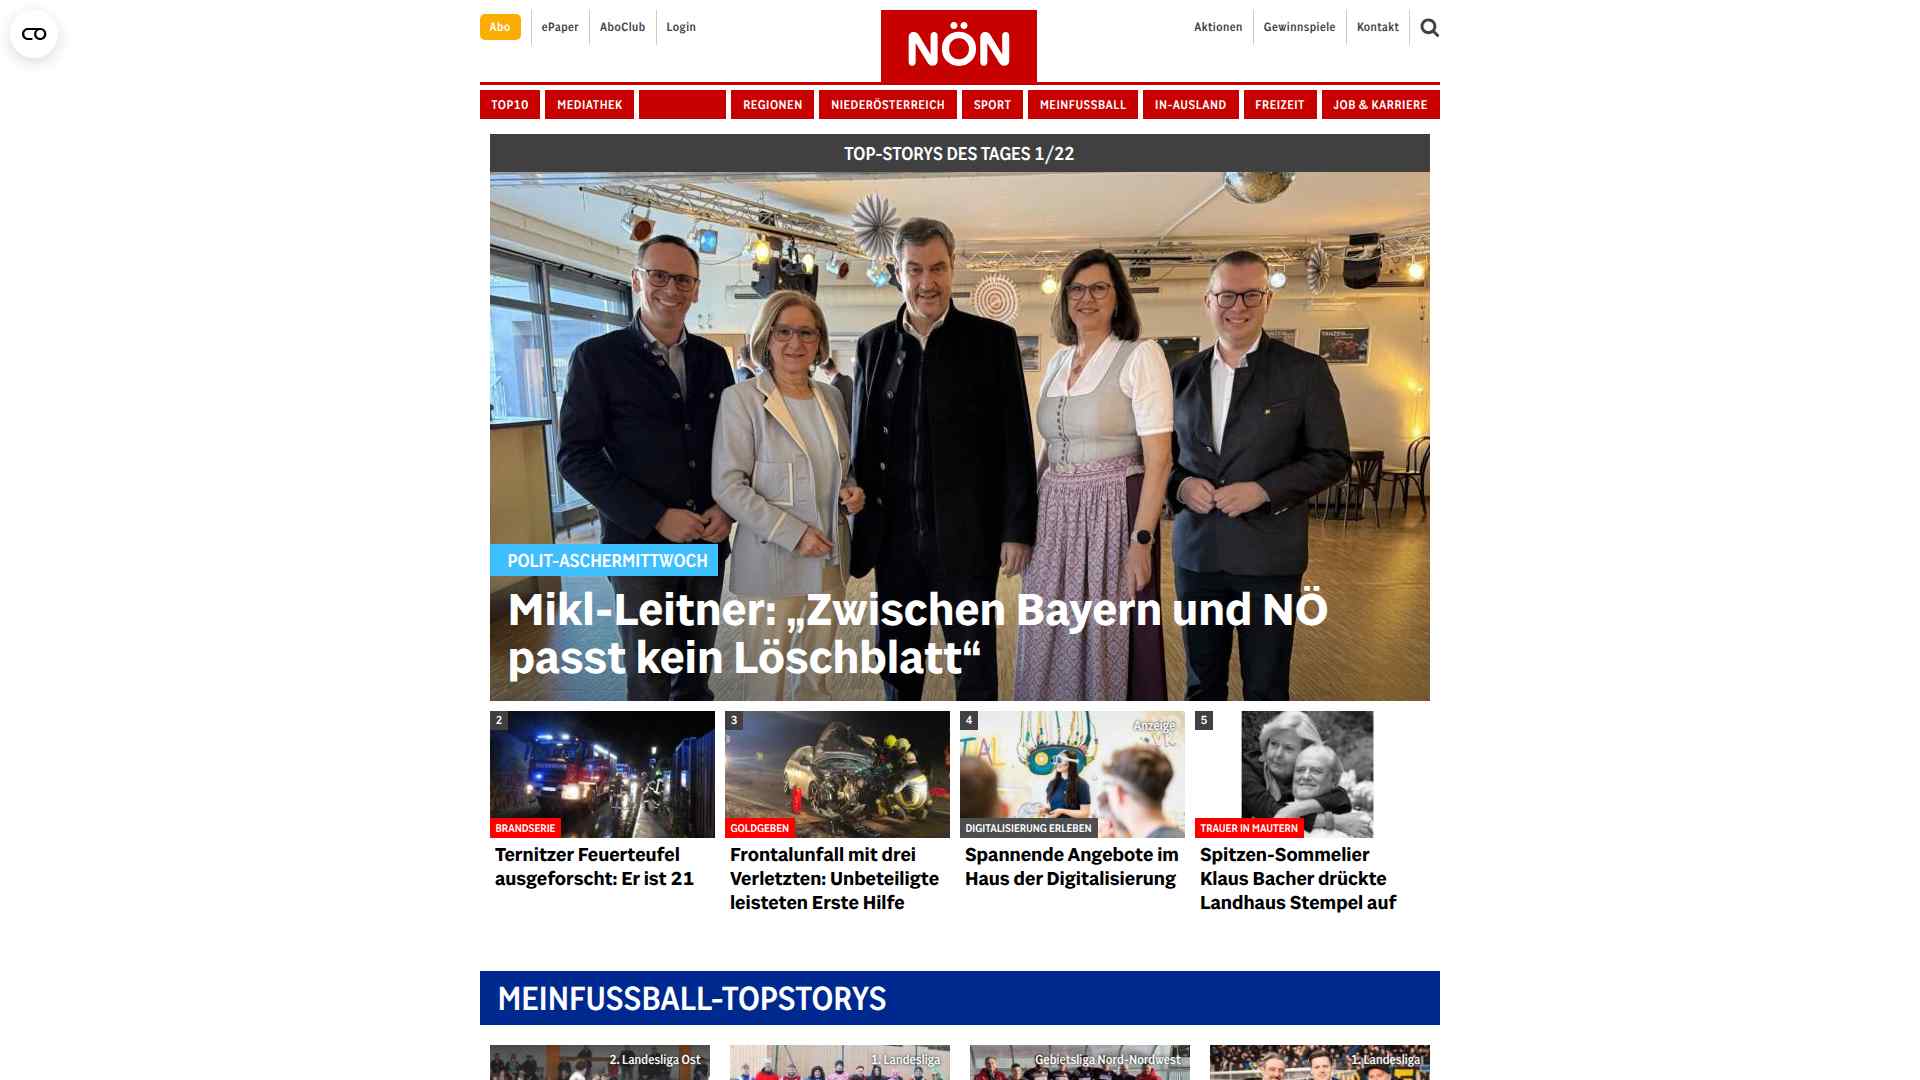 Abo
ePaper
AboClub
Login
NÖN
Aktionen
Gewinnspiele
Kontakt
TOP10
MEDIATHEK
REGIONEN
NIEDERÖSTERREICH
SPORT
MEINFUSSBALL
IN-AUSLAND
FREIZEIT
JOB & KARRIERE
TOP-STORYS DES TAGES 1/22
POLIT-ASCHERMITTWOCH
Mikl-Leitner: „Zwischen Bayern und NÖ
passt kein Löschblatt“
2
BRANDSERIE
Ternitzer Feuerteufel
ausgeforscht: Er ist 21
3
GOLDGEBEN
Frontalunfall mit drei
Verletzten: Unbeteiligte
leisteten Erste Hilfe
4
Anzeige
DIGITALISIERUNG ERLEBEN
Spannende Angebote im
Haus der Digitalisierung
5
TRAUER IN MAUTERN
Spitzen-Sommelier
Klaus Bacher drückte
Landhaus Stempel auf
MEINFUSSBALL-TOPSTORYS
2. Landesliga Ost
1. Landesliga
Gebietsliga Nord-Nordwest
1. Landesliga